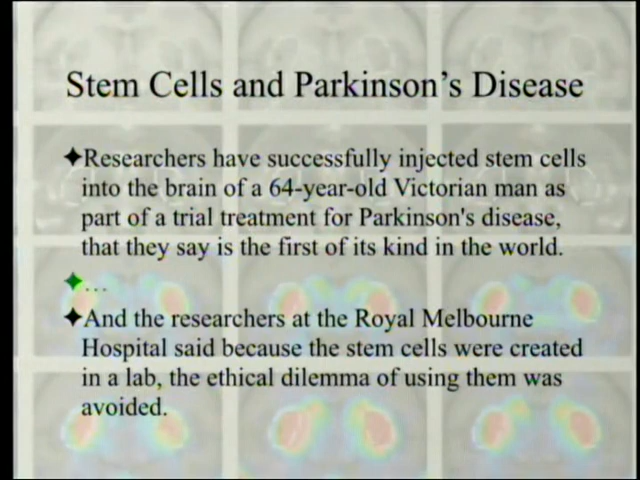 Stem Cells and Parkinson's Disease
✦Researchers have successfully injected stem cells
into the brain of a 64-year-old Victorian man as
part of a trial treatment for Parkinson's disease,
that they say is the first of its kind in the world.
✦...
✦And the researchers at the Royal Melbourne
Hospital said because the stem cells were created
in a lab, the ethical dilemma of using them was
avoided.